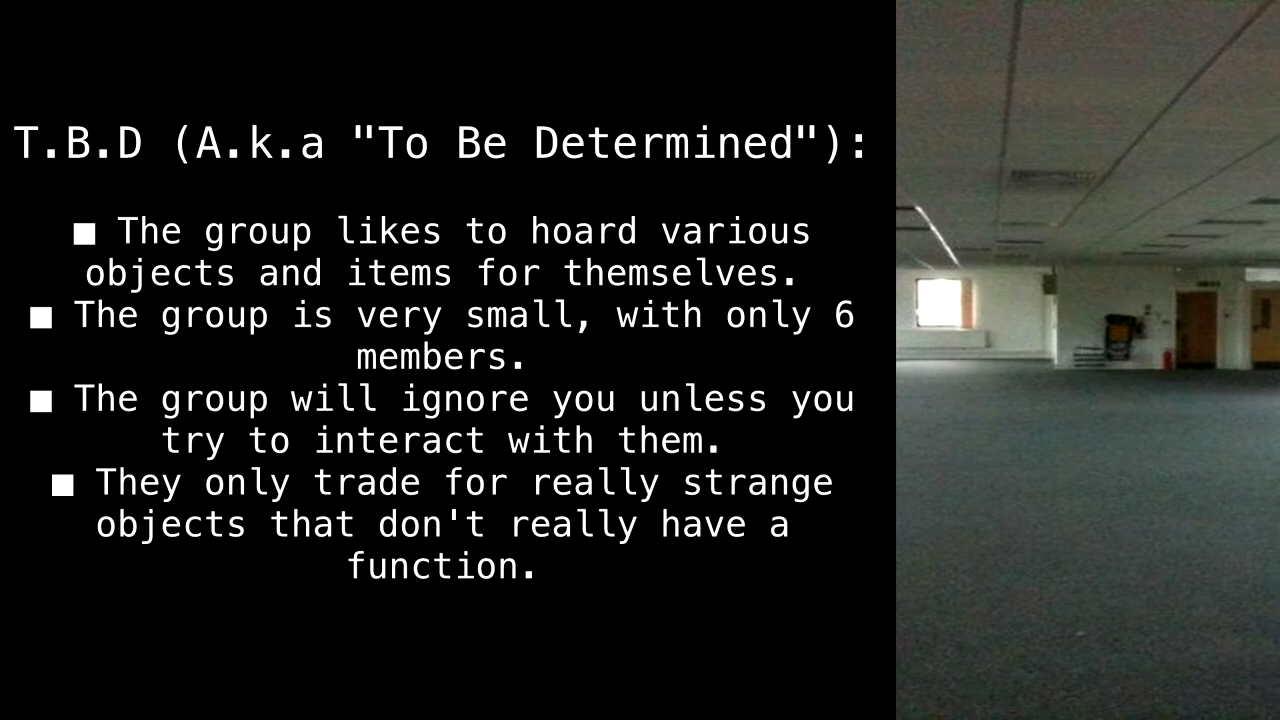 T.B.D (A.k.a "To Be Determined"):
■ The group likes to hoard various
objects and items for themselves.
■ The group is very small, with only 6
members.
■ The group will ignore you unless you
try to interact with them.
■ They only trade for really strange
objects that don't really have a
function.